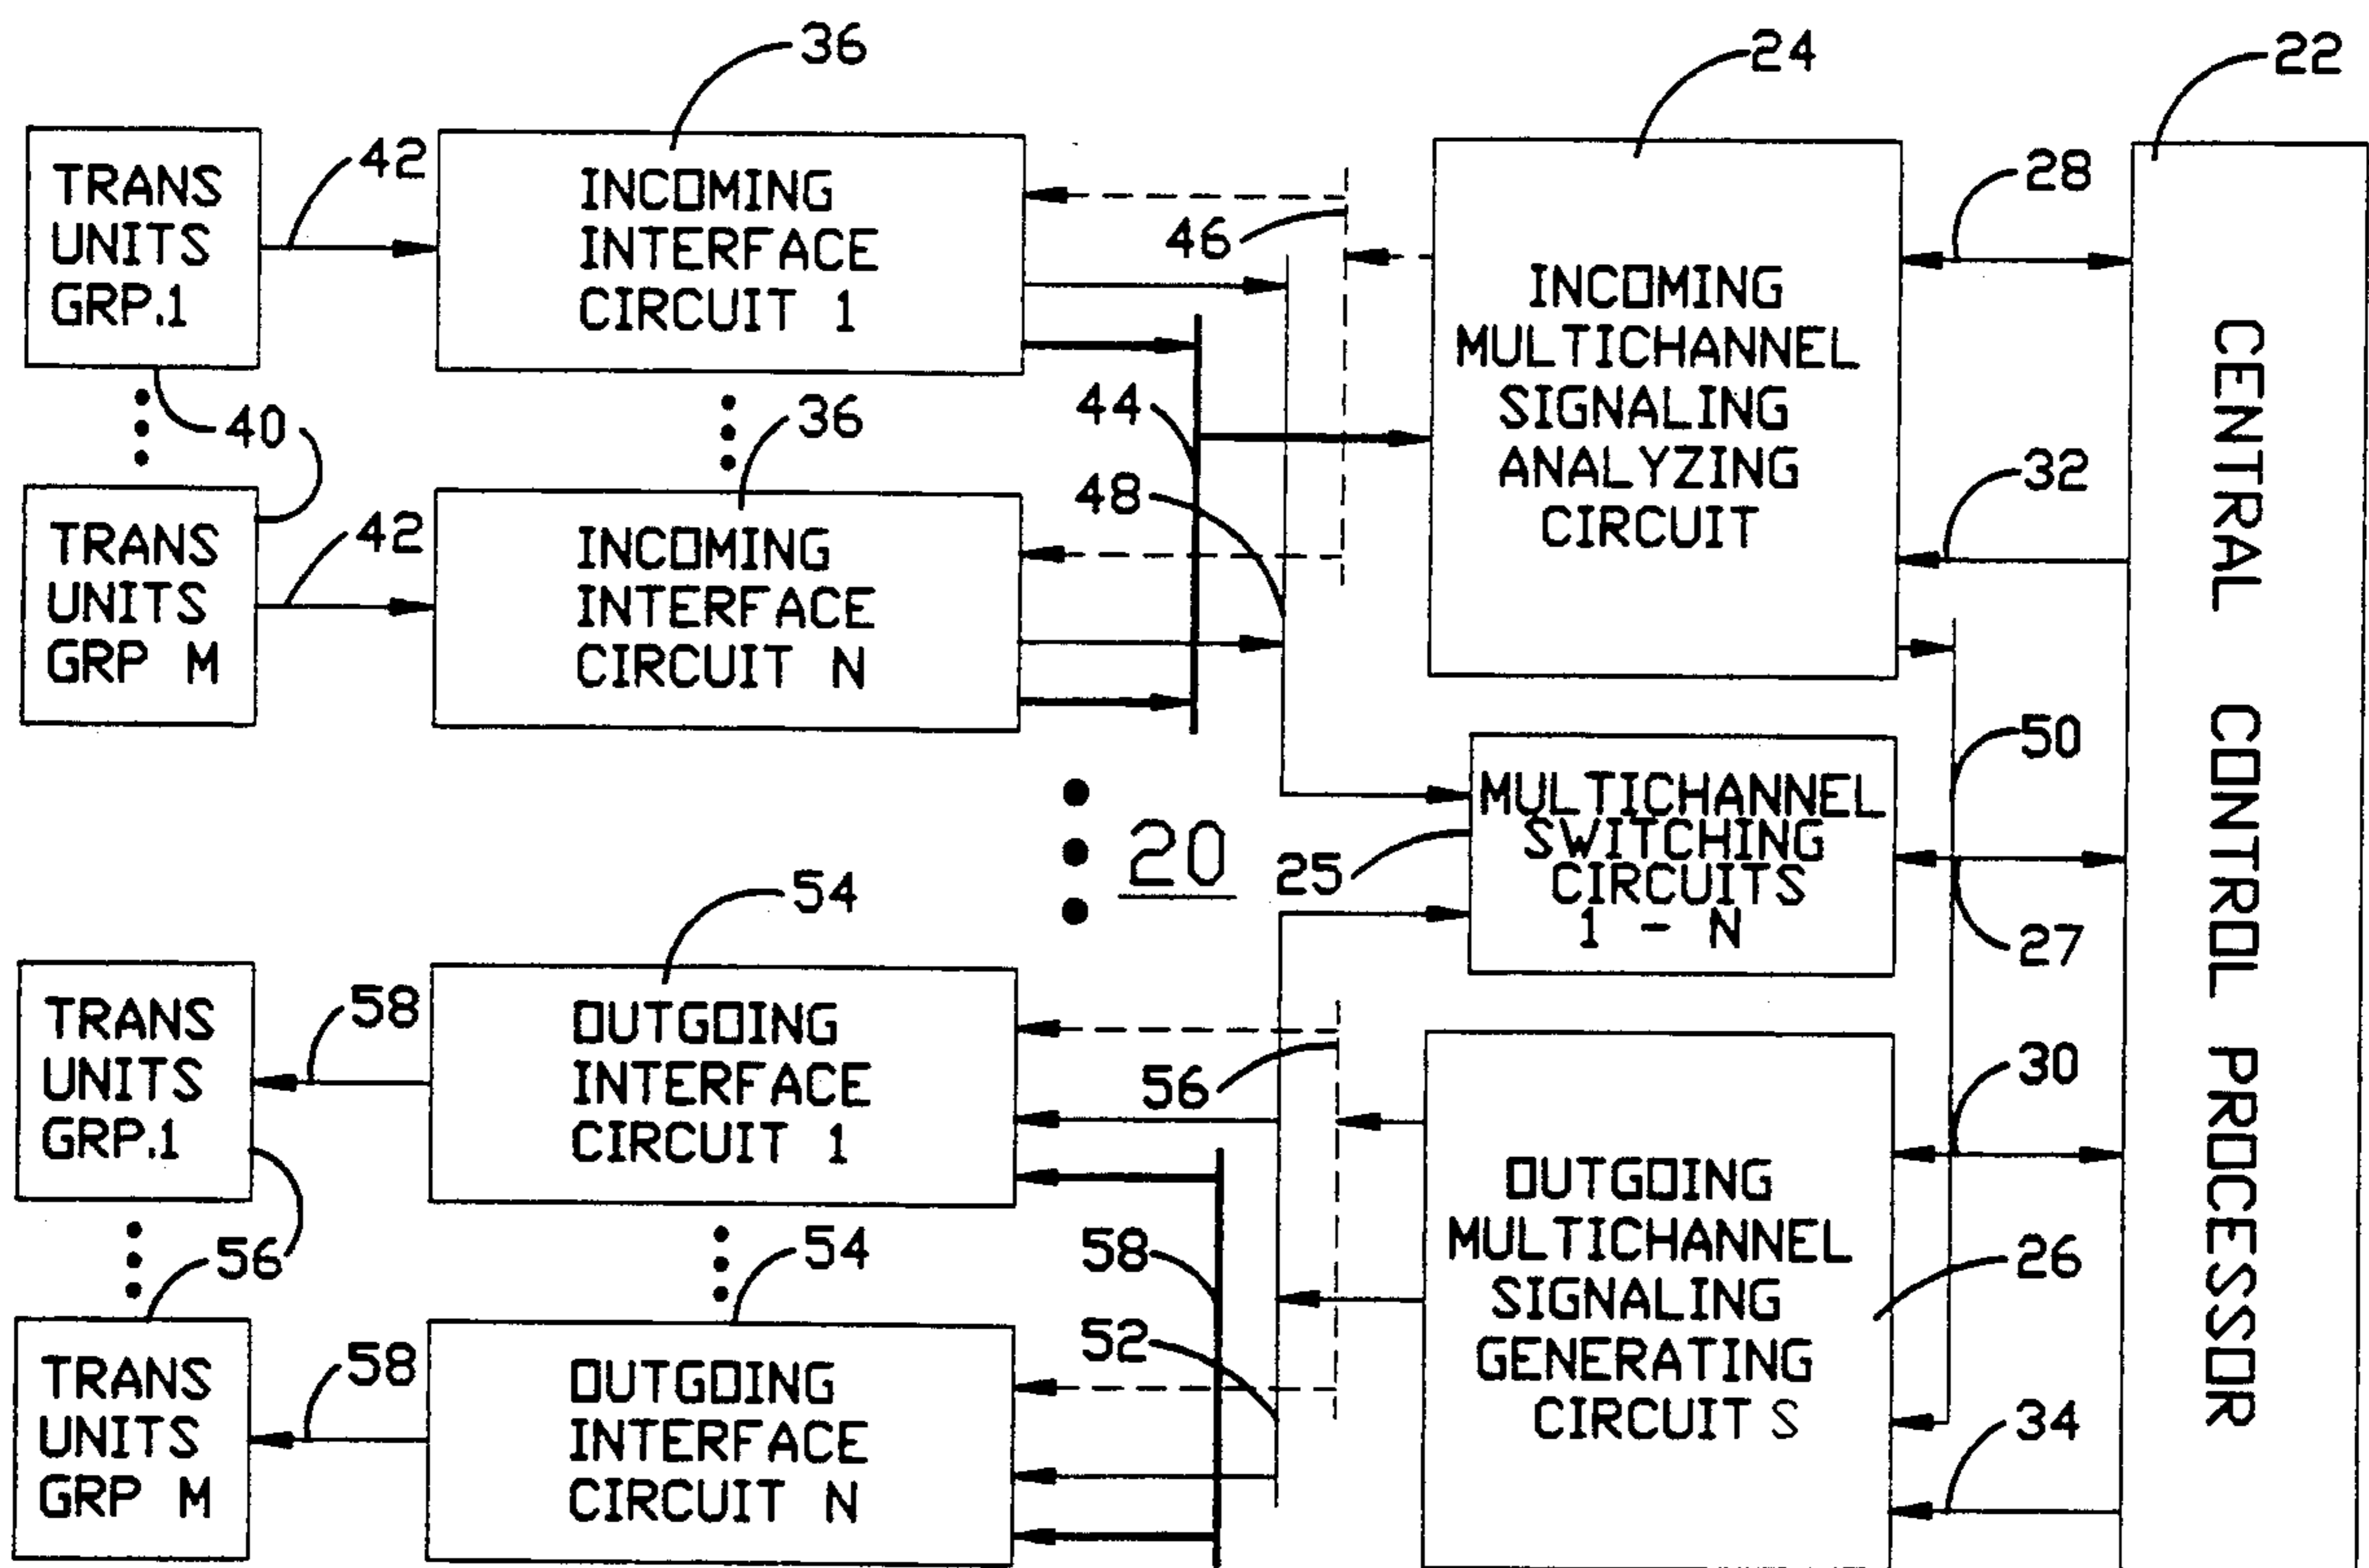 36
24
22
TRANS
UNITS
GRP.1
42
INCOMING
INTERFACE
CIRCUIT 1
46
INCOMING
MULTICHANNEL
SIGNALING
ANALYZING
CIRCUIT
28
40
36
44
48
32
TRANS
UNITS
GRP M
42
INCOMING
INTERFACE
CIRCUIT N
CENTRAL CONTROL PROCESSOR
50
20
25
MULTICHANNEL
SWITCHING
CIRCUITS
1 - N
27
54
TRANS
UNITS
GRP.1
58
OUTGOING
INTERFACE
CIRCUIT 1
56
30
OUTGOING
MULTICHANNEL
SIGNALING
GENERATING
CIRCUIT S
26
56
54
58
52
TRANS
UNITS
GRP M
58
OUTGOING
INTERFACE
CIRCUIT N
34